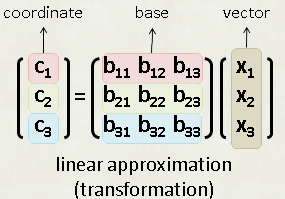 coordinate base vector
c1 = b11 b12 b13 x1
c2 b21 b22 b23 x2
c3 b31 b32 b33 x3
linear approximation
(transformation)